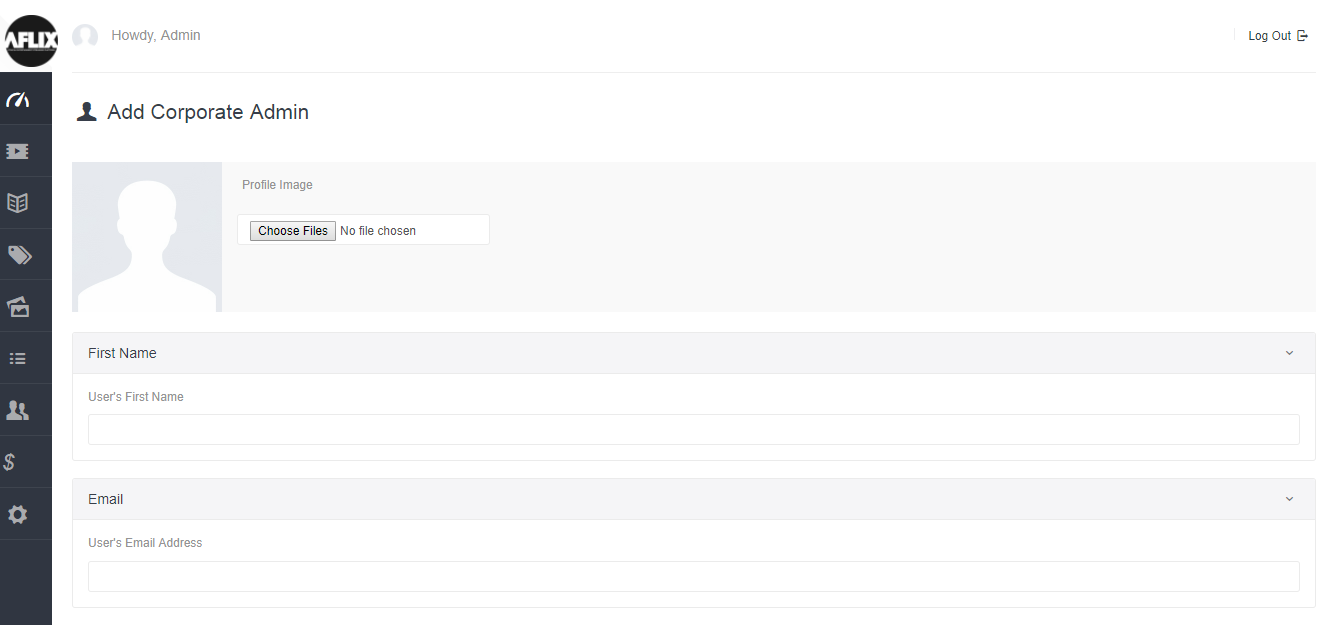 AFLIX
Howdy, Admin
Log Out
Add Corporate Admin
Profile Image
Choose Files No file chosen
First Name
User's First Name
Email
User's Email Address
$